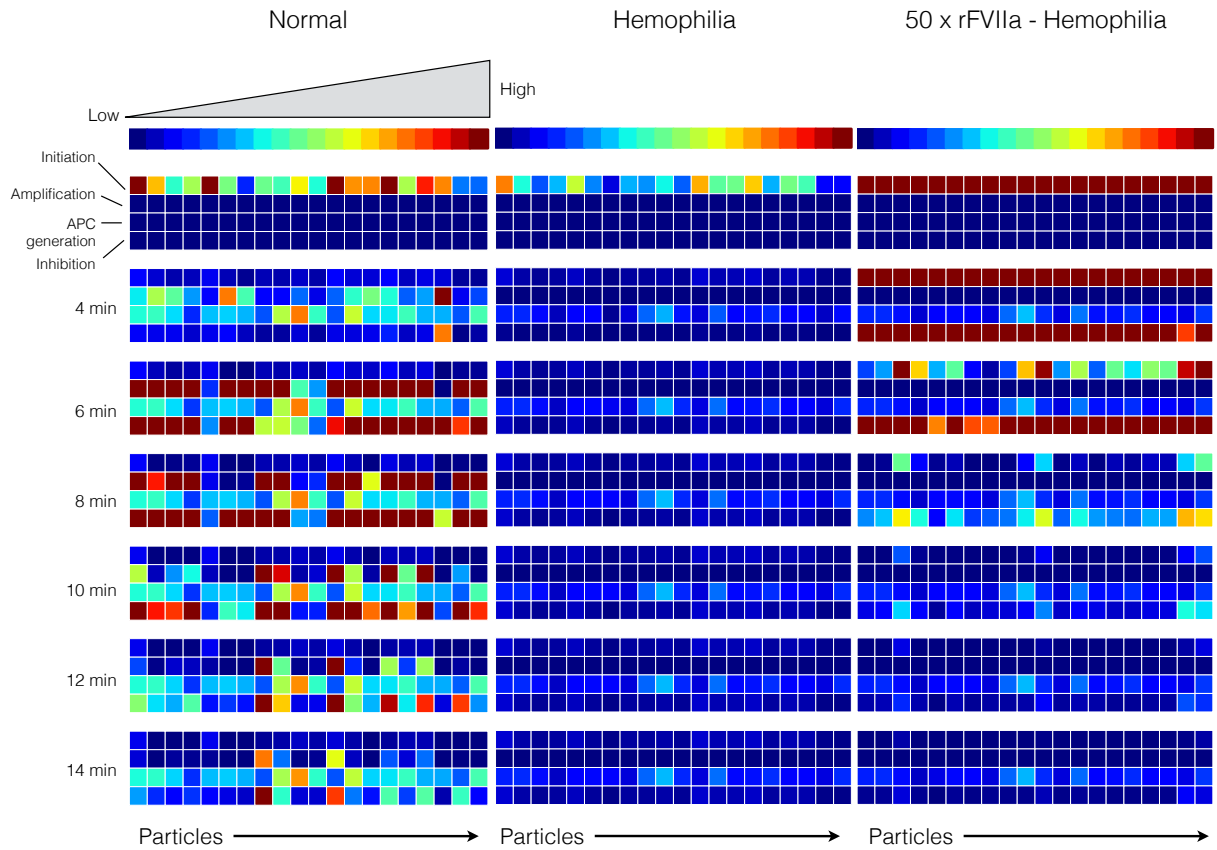 Normal
Hemophilia
50 x rFVIIa - Hemophilia
Low
High
Initiation
Amplification
APC
generation
Inhibition
4 min
6 min
8 min
10 min
12 min
14 min
Particles
Particles
Particles